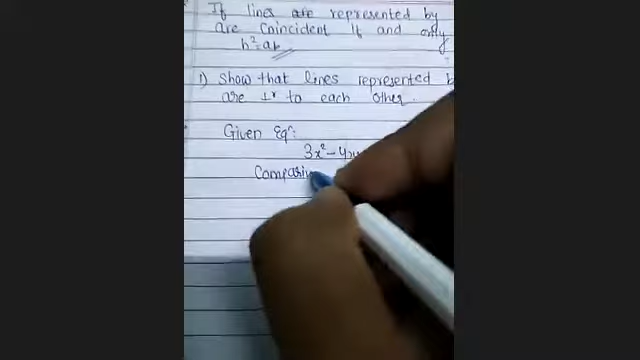 If lines are represented by
are coincident if and only
h²=ab
1) Show that lines represented
are ⊥r to each other.
Given Eqn:
3x² - 4x
Comparin